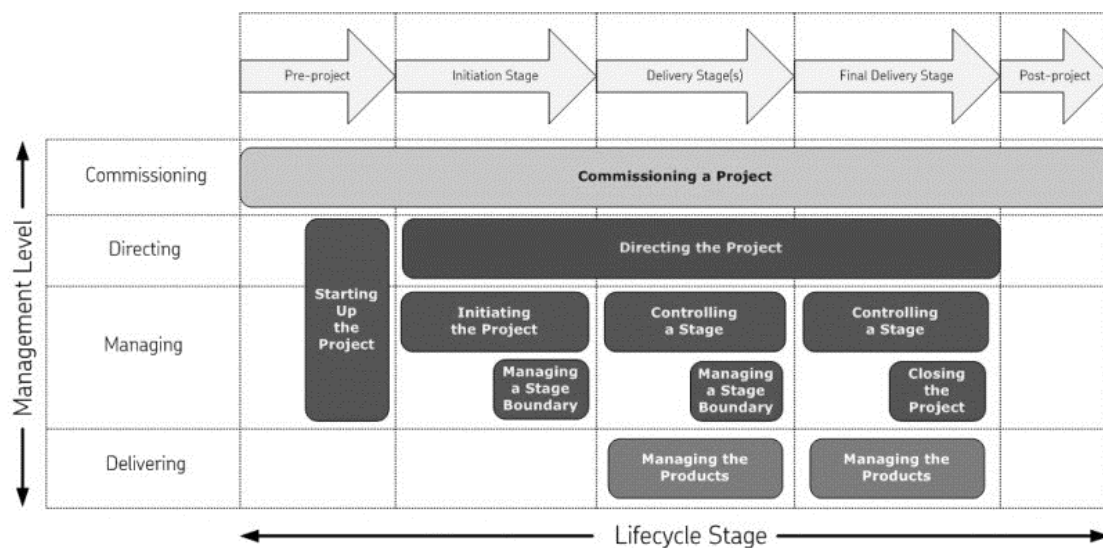 Pre-project
Initiation Stage
Delivery Stage(s)
Final Delivery Stage
Post-project
Management Level
Commissioning
Commissioning a Project
Directing
Directing the Project
Starting
Up
the
Project
Managing
Initiating
the Project
Controlling
a Stage
Controlling
a Stage
Managing
a Stage
Boundary
Managing
a Stage
Boundary
Closing
the
Project
Delivering
Managing the
Products
Managing the
Products
Lifecycle Stage